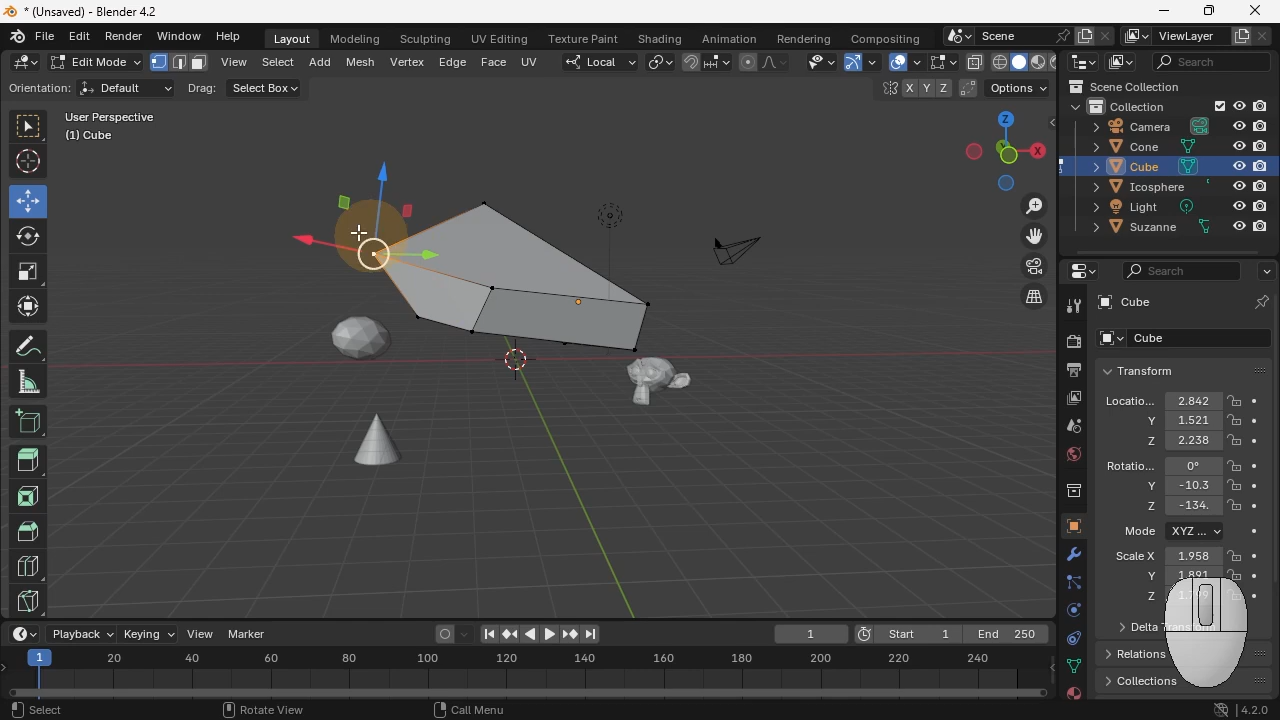 * (Unsaved) - Blender 4.2
File Edit Render Window Help Layout Modeling Sculpting UV Editing Texture Paint Shading Animation Rendering Compositing Scene ViewLayer
Edit Mode View Select Add Mesh Vertex Edge Face UV Local Search
Orientation: Default Drag: Select Box X Y Z Options
Scene Collection
Collection
Camera
Cone
Cube
Icosphere
Light
Suzanne
User Perspective
(1) Cube
Z
X
Search
Cube
Cube
Transform
Locatio... 2.842
Y 1.521
Z 2.238
Rotatio... 0°
Y -10.3
Z -134.
Mode XYZ ...
Scale X 1.958
Y 1.891
Z
Delta Transform
Relations
Collections
Playback Keying View Marker 1 Start 1 End 250
1 20 40 60 80 100 120 140 160 180 200 220 240
Select Rotate View Call Menu 4.2.0